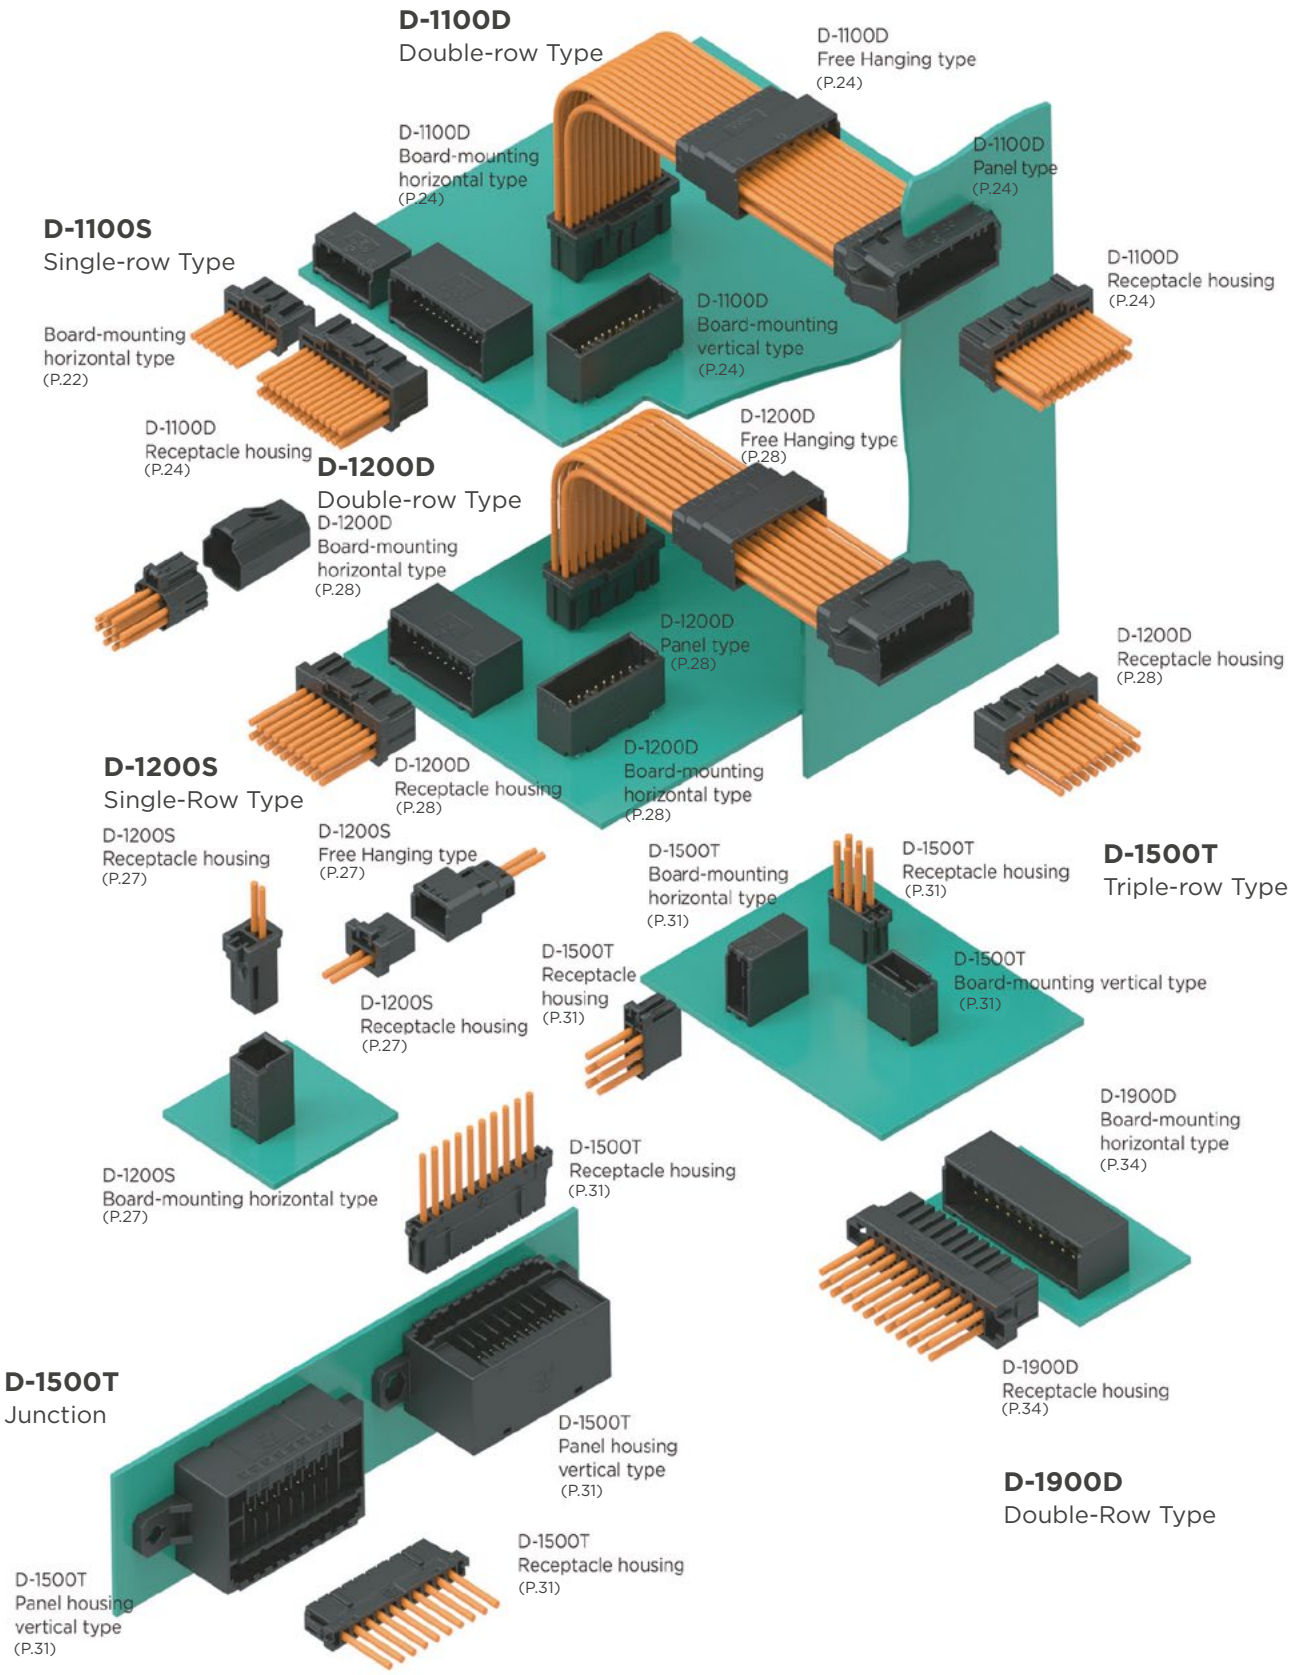 D-1100D
Double-row Type
D-1100D
Free Hanging type
(P.24)
D-1100D
Board-mounting
horizontal type
(P.24)
D-1100D
Panel type
(P.24)
D-1100S
Single-row Type
D-1100D
Receptacle housing
(P.24)
D-1100D
Board-mounting
vertical type
(P.24)
Board-mounting
horizontal type
(P.22)
D-1100D
Receptacle housing
(P.24)
D-1200D
Free Hanging type
(P.28)
D-1200D
Double-row Type
D-1200D
Board-mounting
horizontal type
(P.28)
D-1200D
Panel type
(P.28)
D-1200D
Receptacle housing
(P.28)
D-1200D
Board-mounting
horizontal type
(P.28)
D-1200D
Receptacle housing
(P.28)
D-1200S
Single-Row Type
D-1200S
Receptacle housing
(P.27)
D-1200S
Free Hanging type
(P.27)
D-1500T
Board-mounting
horizontal type
(P.31)
D-1500T
Receptacle housing
(P.31)
D-1500T
Triple-row Type
D-1500T
Receptacle
housing
(P.31)
D-1500T
Board-mounting vertical type
(P.31)
D-1200S
Receptacle housing
(P.27)
D-1200S
Board-mounting horizontal type
(P.27)
D-1500T
Receptacle housing
(P.31)
D-1900D
Board-mounting
horizontal type
(P.34)
D-1900D
Receptacle housing
(P.34)
D-1500T
Junction
D-1500T
Panel housing
vertical type
(P.31)
D-1900D
Double-Row Type
D-1500T
Receptacle housing
(P.31)
D-1500T
Panel housing
vertical type
(P.31)